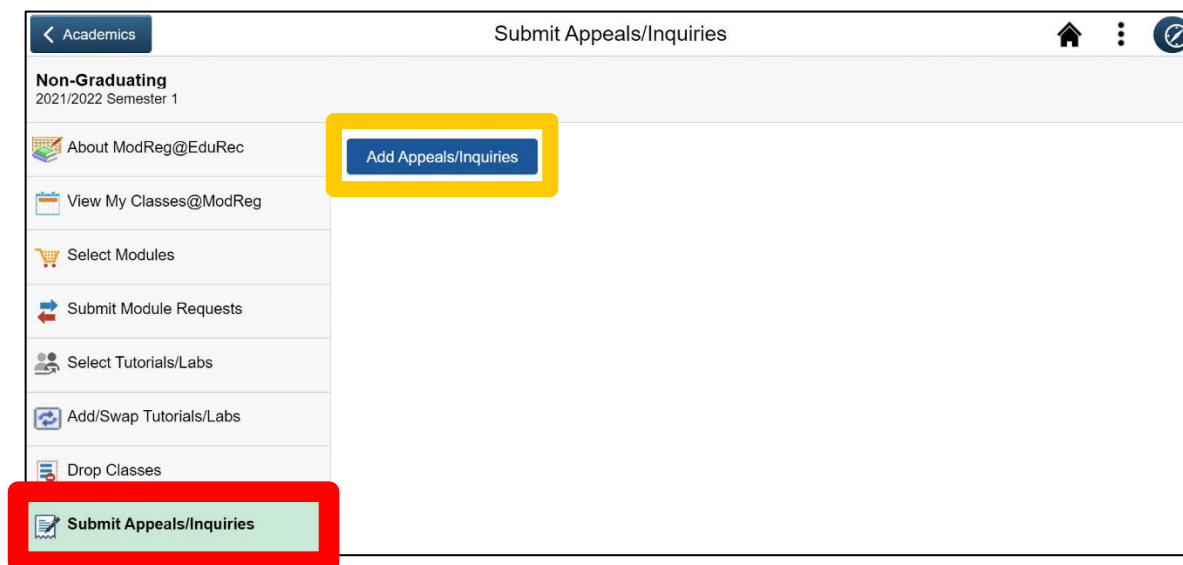 Academics
Submit Appeals/Inquiries
Non-Graduating
2021/2022 Semester 1
About ModReg@EduRec
Add Appeals/Inquiries
View My Classes@ModReg
Select Modules
Submit Module Requests
Select Tutorials/Labs
Add/Swap Tutorials/Labs
Drop Classes
Submit Appeals/Inquiries